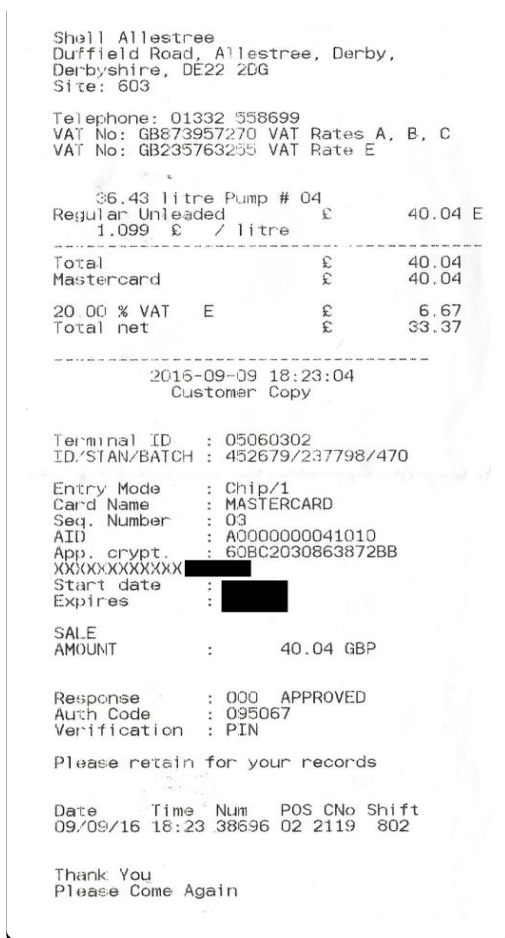 Shell Allestree
Duffield Road, Allestree, Derby,
Derbyshire, DE22 2DG
Site: 603
Telephone: 01332 558699
VAT No: GB873957270 VAT Rates A, B, C
VAT No: GB235763255 VAT Rate E
36.43 litre Pump # 04
Regular Unleaded £ 40.04 E
1.099 £ / litre
Total £ 40.04
Mastercard £ 40.04
20.00 % VAT E £ 6.67
Total net £ 33.37
2016-09-09 18:23:04
Customer Copy
Terminal ID : 05060302
ID/STAN/BATCH : 452679/237798/470
Entry Mode : Chip/1
Card Name : MASTERCARD
Seq. Number : 03
AID : A0000000041010
App. crypt. : 60BC2030863872BB
XXXXXXXXXXXX
Start date :
Expires :
SALE
AMOUNT : 40.04 GBP
Response : 000 APPROVED
Auth Code : 095067
Verification : PIN
Please retain for your records
Date Time Num POS CNo Shift
09/09/16 18:23 38696 02 2119 802
Thank You
Please Come Again